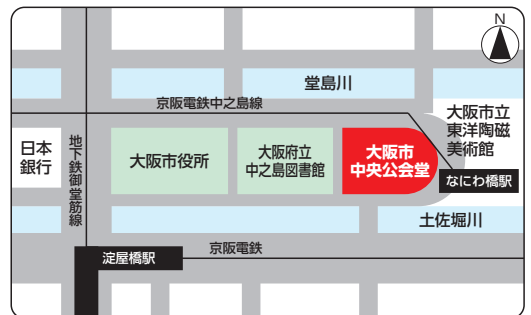 N
堂島川
京阪電鉄中之島線
大阪市立
東洋陶磁
美術館
日本
銀行
地下鉄御堂筋線
大阪市役所
大阪府立
中之島図書館
大阪市
中央公会堂
なにわ橋駅
土佐堀川
京阪電鉄
淀屋橋駅